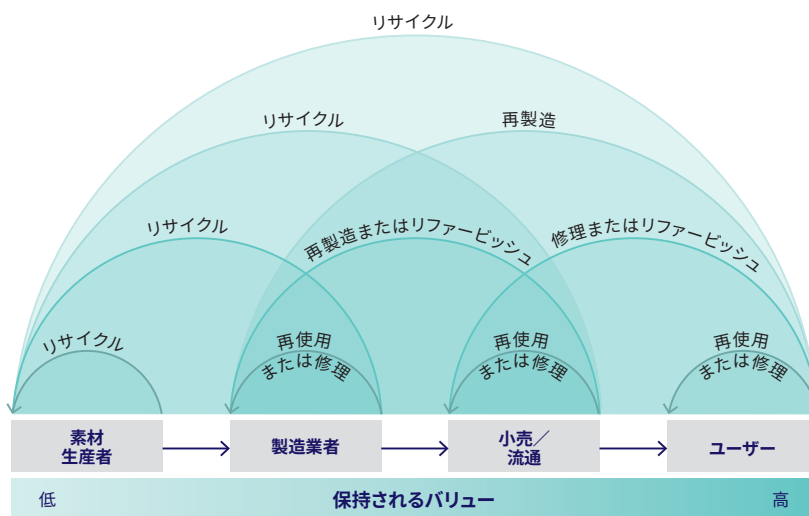 リサイクル
リサイクル
再製造
リサイクル
再製造またはリファービッシュ
修理またはリファービッシュ
リサイクル
再使用
または修理
再使用
または修理
再使用
または修理
素材
生産者
製造業者
小売／
流通
ユーザー
低
保持されるバリュー
高